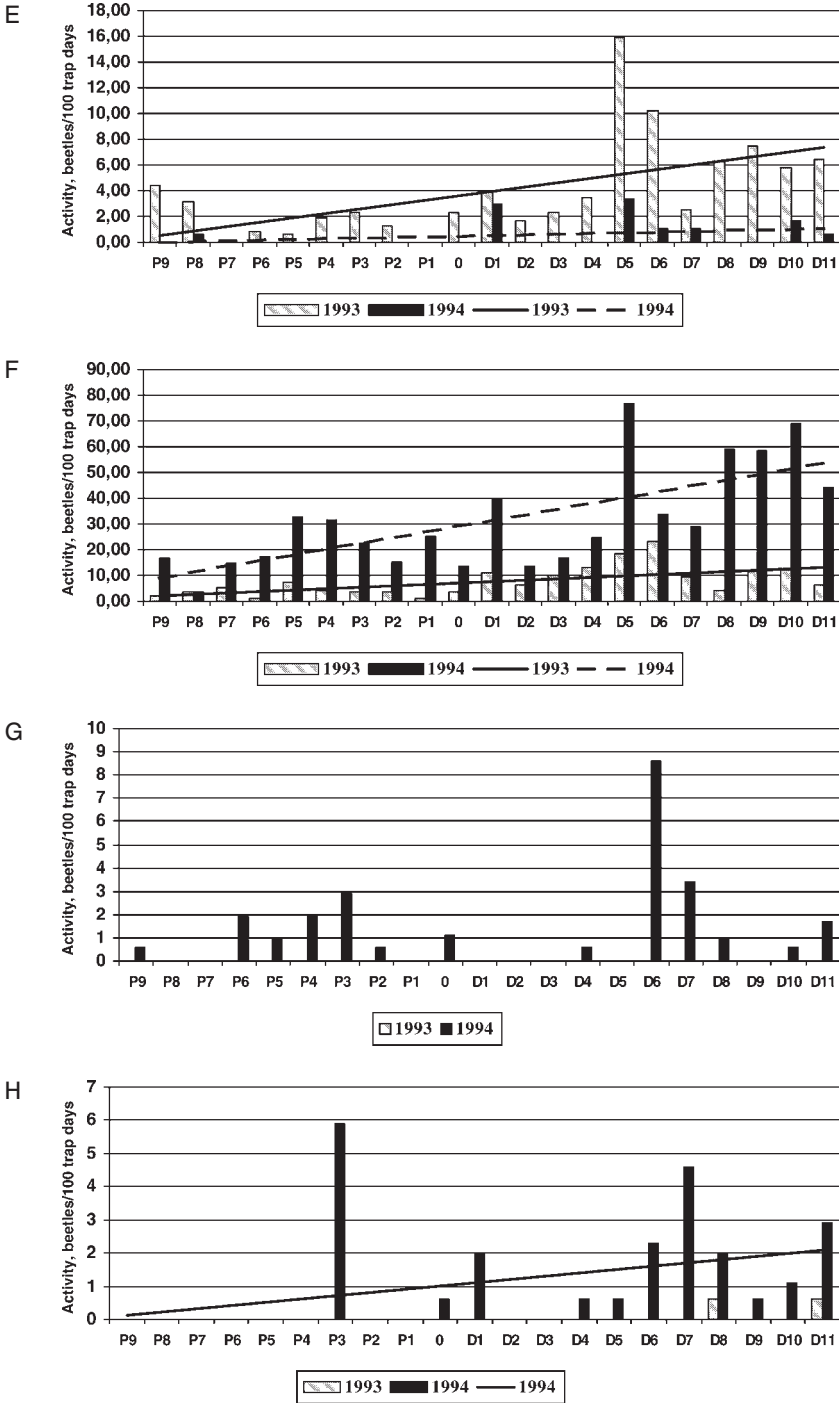 E
Activity, beetles/100 trap days
18,00
16,00
14,00
12,00
10,00
8,00
6,00
4,00
2,00
0,00
P9 P8 P7 P6 P5 P4 P3 P2 P1 0 D1 D2 D3 D4 D5 D6 D7 D8 D9 D10 D11
1993 1994 1993 1994
F
Activity, beetles/100 trap days
90,00
80,00
70,00
60,00
50,00
40,00
30,00
20,00
10,00
0,00
P9 P8 P7 P6 P5 P4 P3 P2 P1 0 D1 D2 D3 D4 D5 D6 D7 D8 D9 D10 D11
1993 1994 1993 1994
G
Activity, beetles/100 trap days
10
9
8
7
6
5
4
3
2
1
0
P9 P8 P7 P6 P5 P4 P3 P2 P1 0 D1 D2 D3 D4 D5 D6 D7 D8 D9 D10 D11
1993 1994
H
Activity, beetles/100 trap days
7
6
5
4
3
2
1
0
P9 P8 P7 P6 P5 P4 P3 P2 P1 0 D1 D2 D3 D4 D5 D6 D7 D8 D9 D10 D11
1993 1994 1994